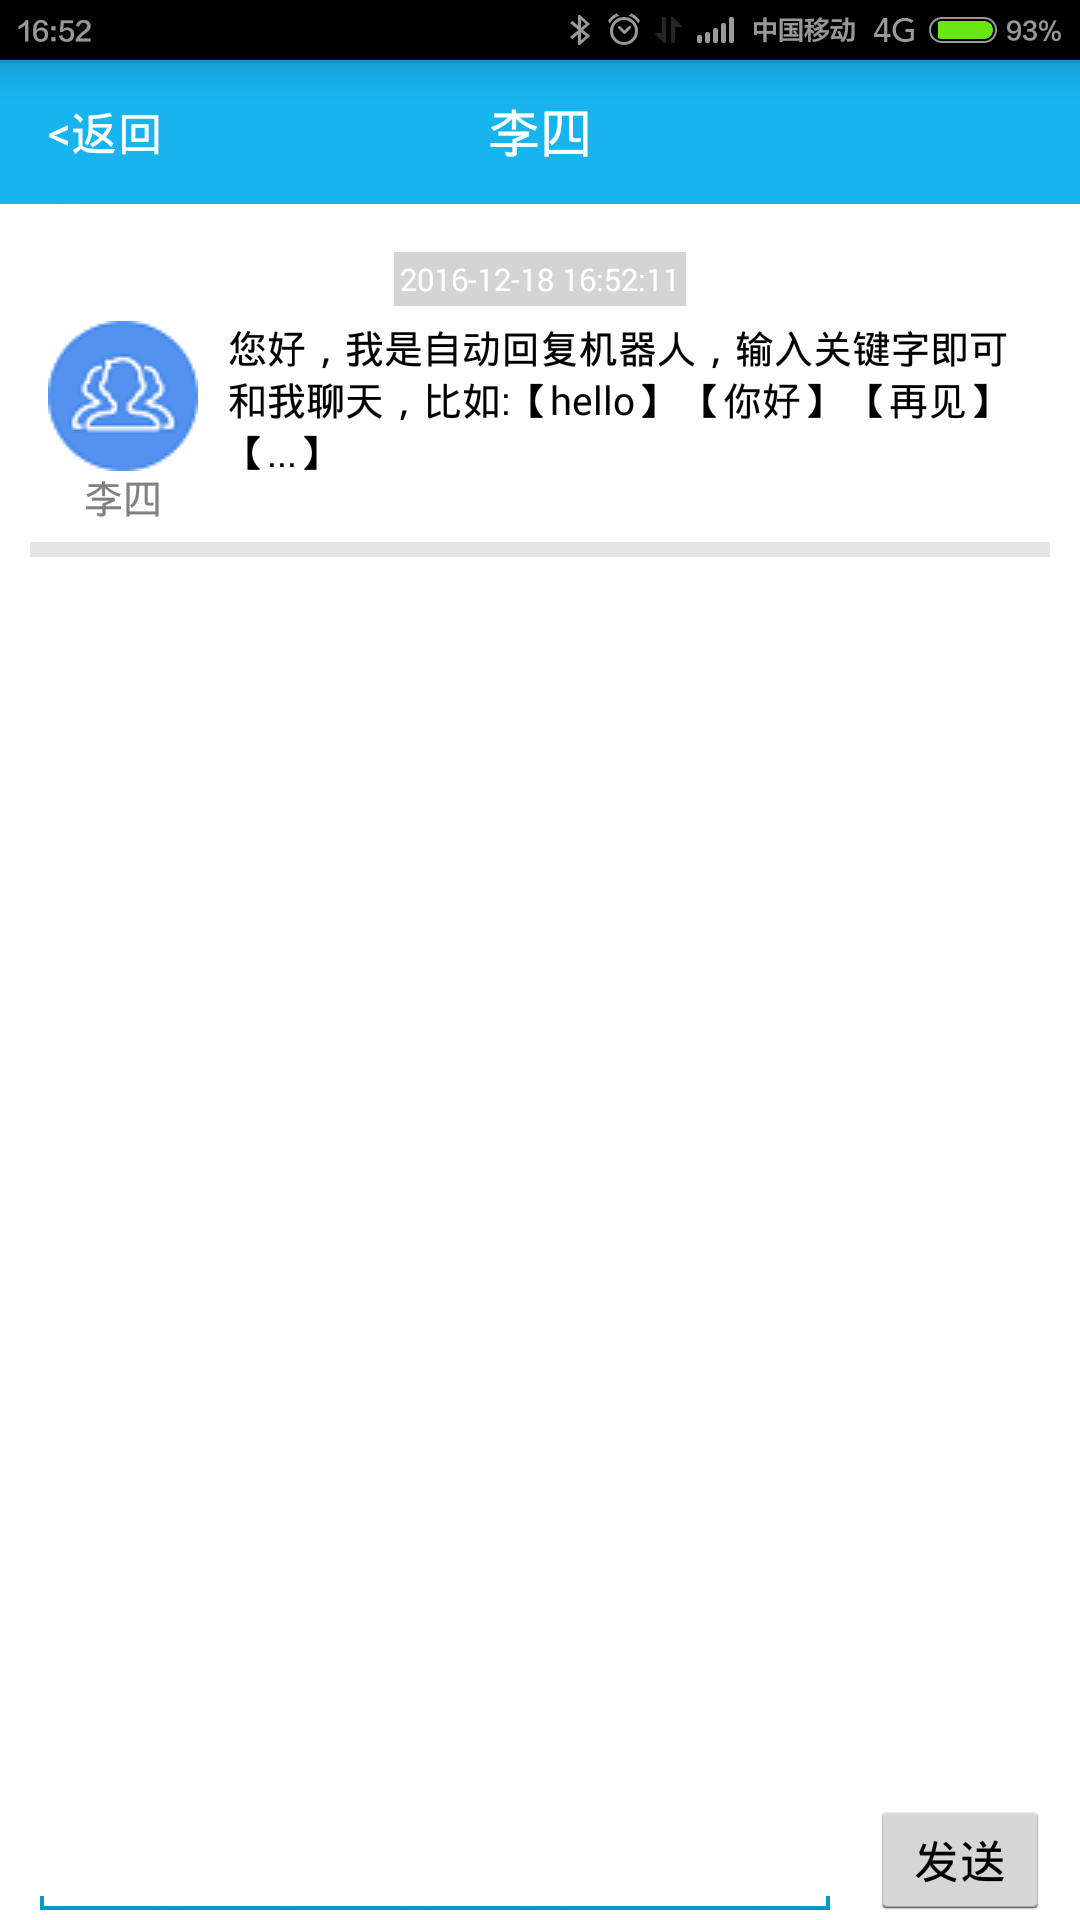 16:52 中国移动 4G 93%
<返回 李四
2016-12-18 16:52:11
您好，我是自动回复机器人，输入关键字即可
和我聊天，比如:【hello】【你好】【再见】
【...】
李四
发送